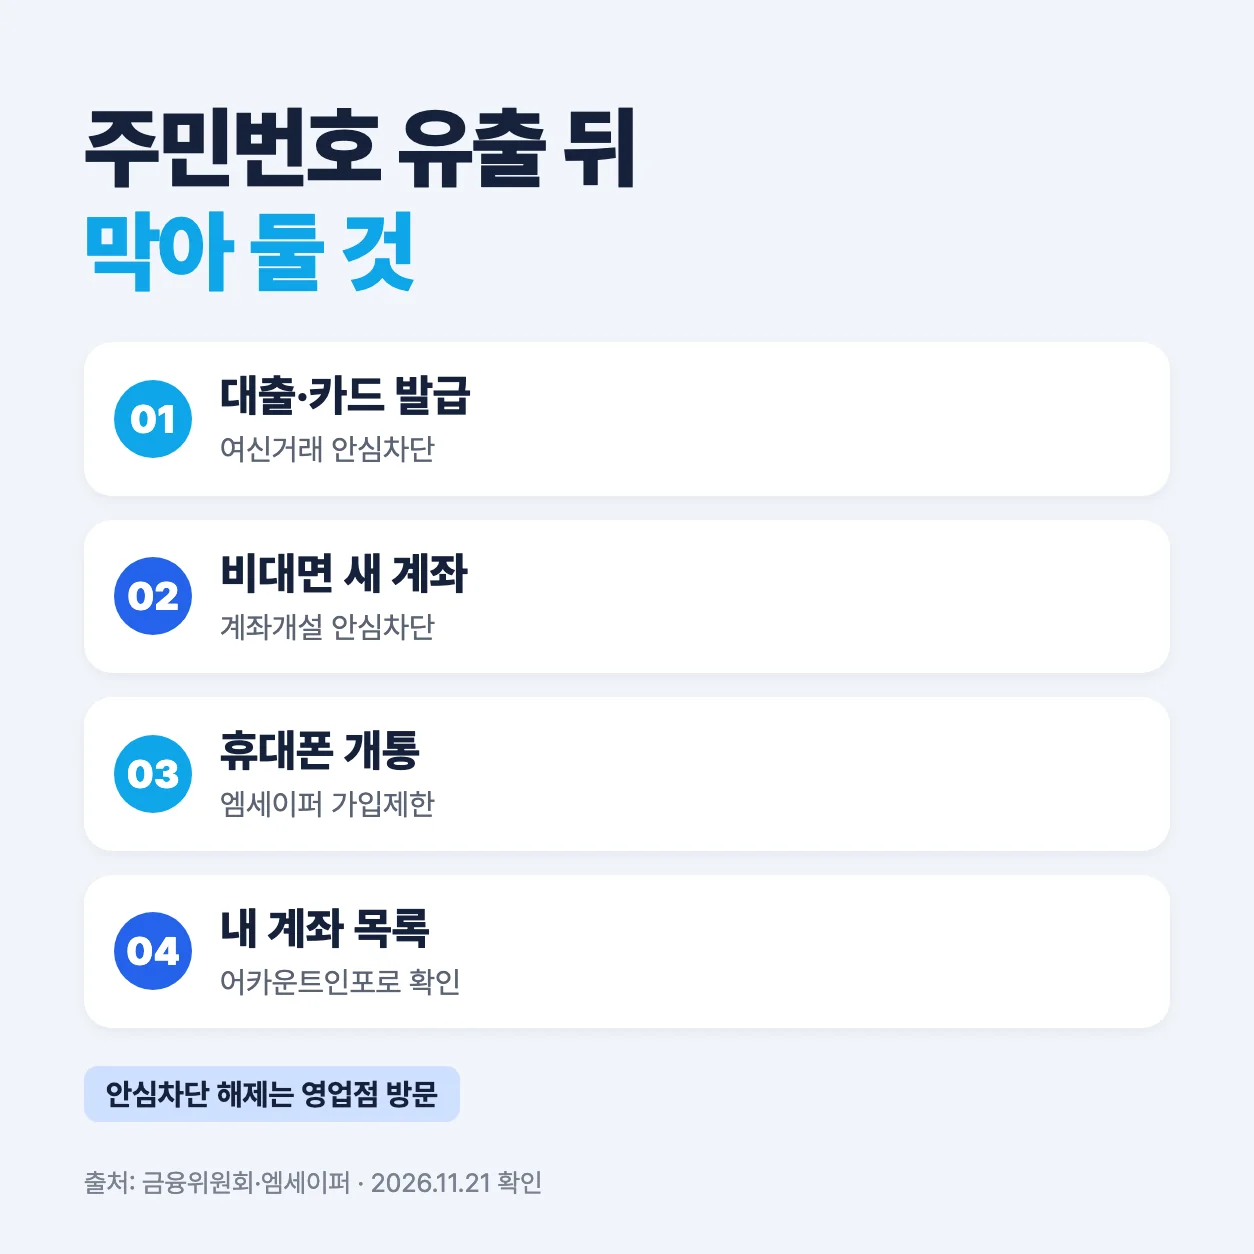 주민번호 유출 뒤
막아 둘 것
01
대출·카드 발급
여신거래 안심차단
02
비대면 새 계좌
계좌개설 안심차단
03
휴대폰 개통
엠세이퍼 가입제한
04
내 계좌 목록
어카운트인포로 확인
안심차단 해제는 영업점 방문
출처: 금융위원회·엠세이퍼 · 2026.11.21 확인